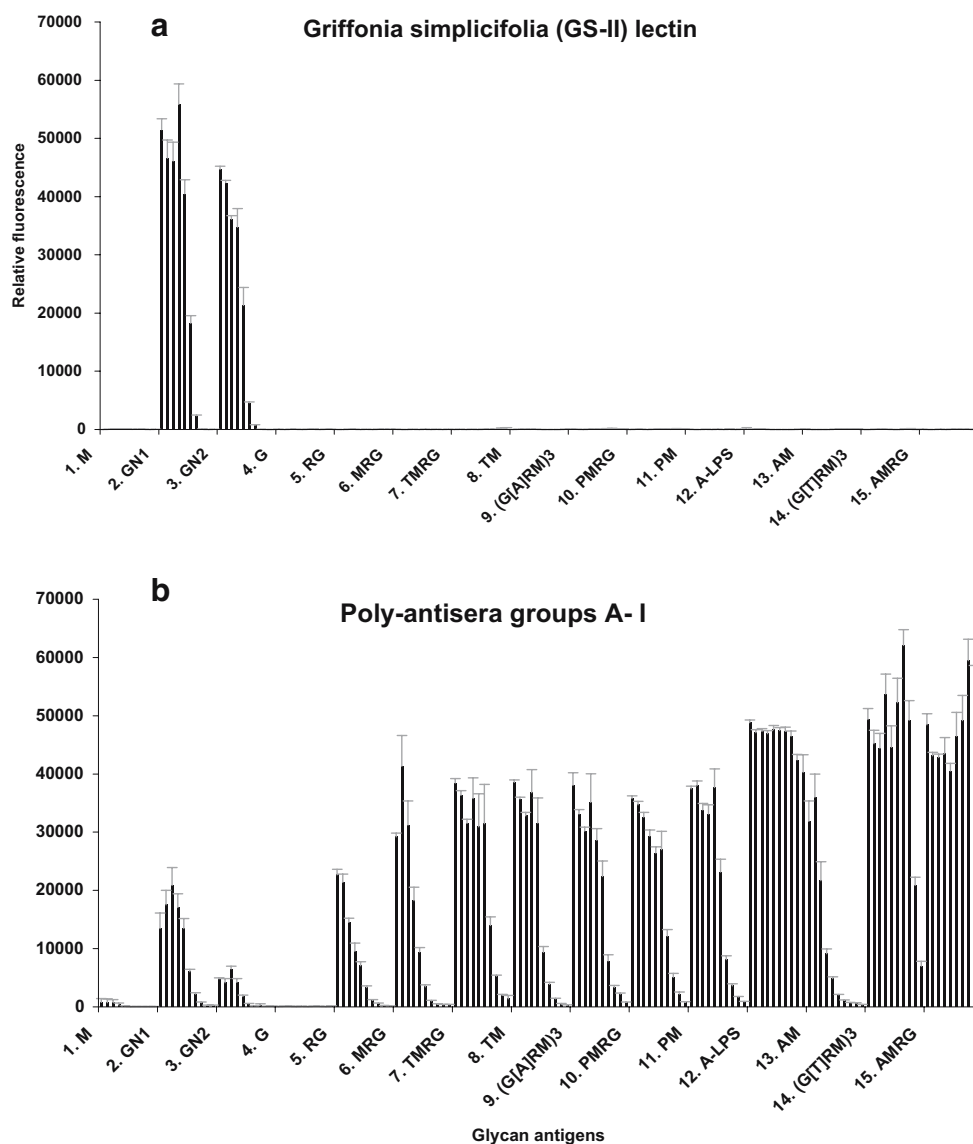 a
Griffonia simplicifolia (GS-II) lectin
Relative fluorescence
70000
60000
50000
40000
30000
20000
10000
0
1. M
2. GN1
3. GN2
4. G
5. RG
6. MRG
7. TMRG
8. TM
9. (G[A]RM)3
10. PMRG
11. PM
12. A-LPS
13. AM
14. (G[T]RM)3
15. AMRG
b
Poly-antisera groups A- I
70000
60000
50000
40000
30000
20000
10000
0
1. M
2. GN1
3. GN2
4. G
5. RG
6. MRG
7. TMRG
8. TM
9. (G[A]RM)3
10. PMRG
11. PM
12. A-LPS
13. AM
14. (G[T]RM)3
15. AMRG
Glycan antigens